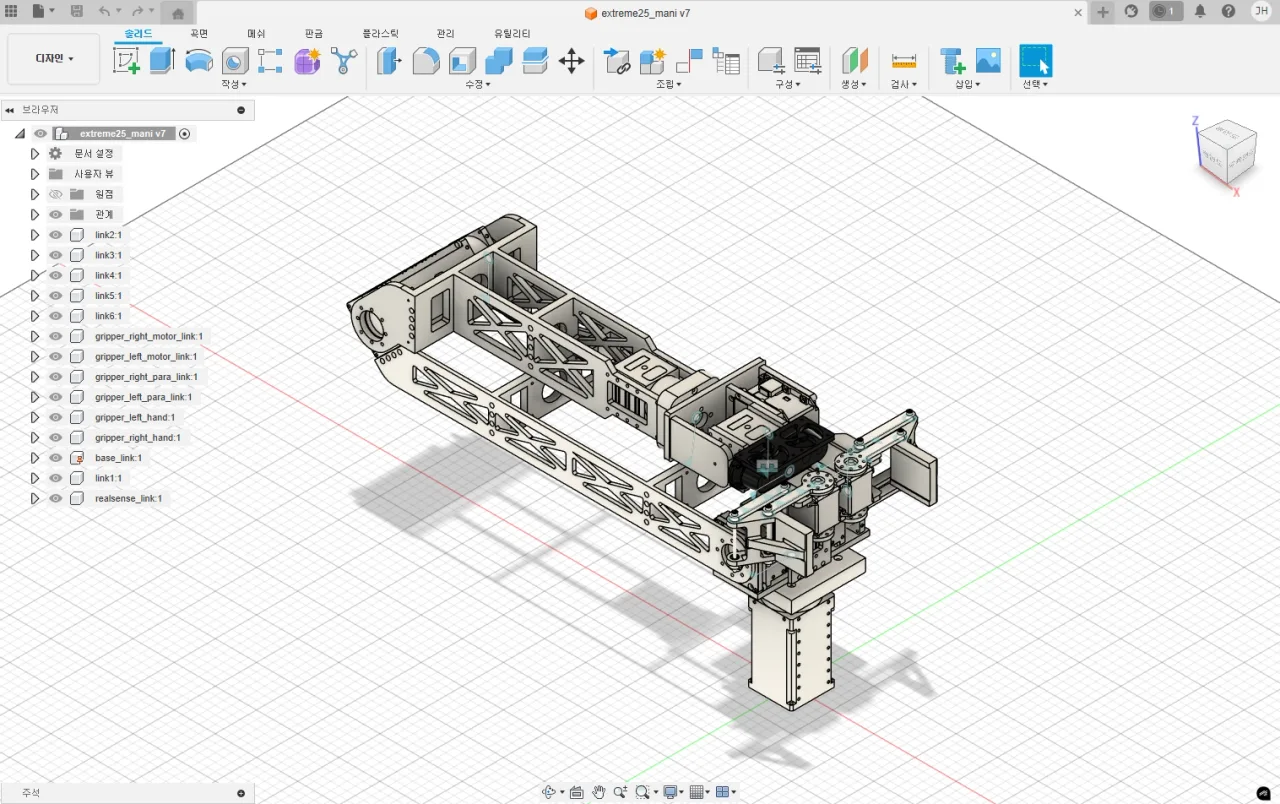 extreme25_mani v7
1
JH
디자인
솔리드
곡면
메쉬
판금
플라스틱
관리
유틸리티
작성
수정
조립
구성
생성
검사
삽입
선택
브라우저
extreme25_mani v7
문서 설정
사용자 뷰
원점
관계
link2:1
link3:1
link4:1
link5:1
link6:1
gripper_right_motor_link:1
gripper_left_motor_link:1
gripper_right_para_link:1
gripper_left_para_link:1
gripper_left_hand:1
gripper_right_hand:1
base_link:1
link1:1
realsense_link:1
Z
X
주석